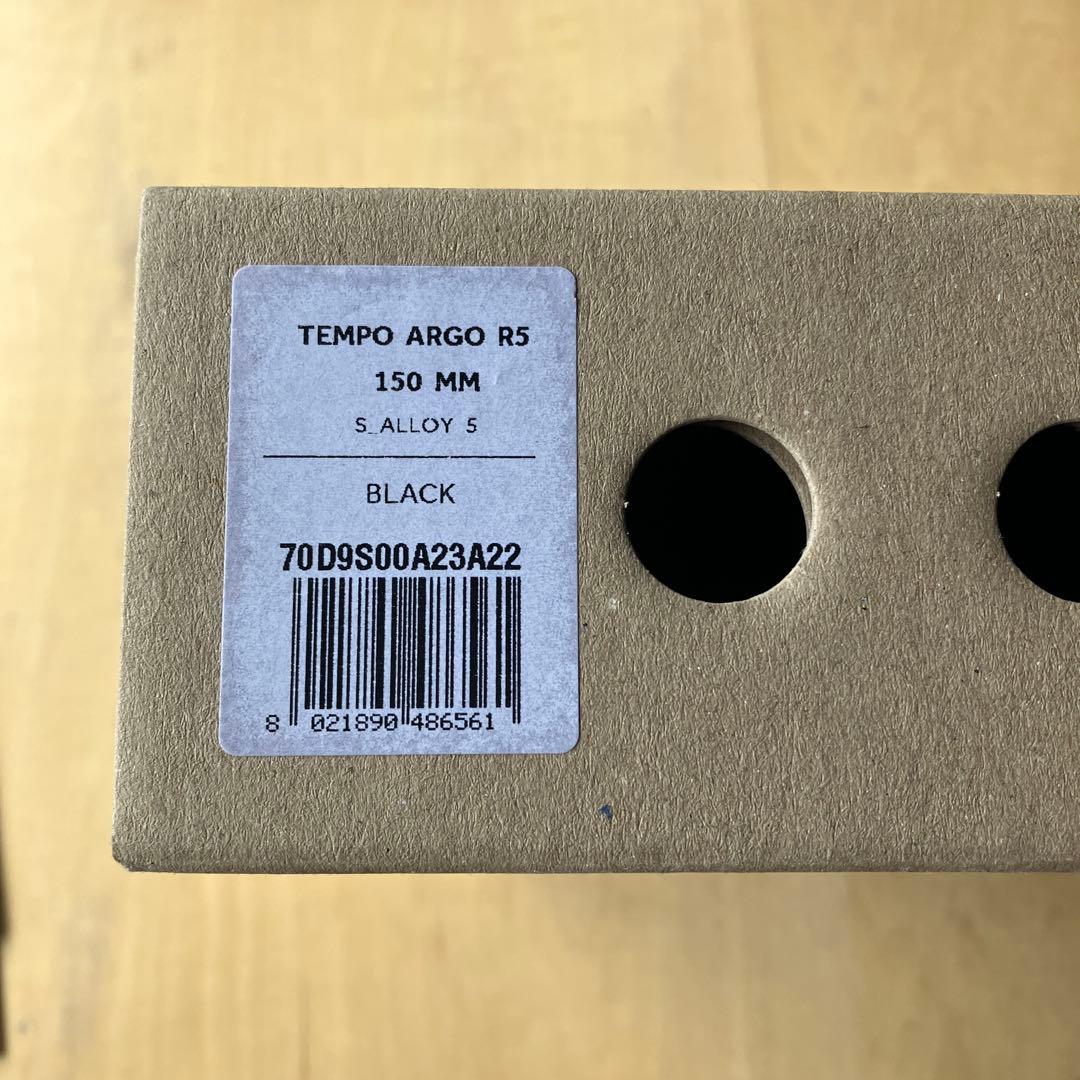 TEMPO ARGO R5
150 MM
S_ALLOY 5
BLACK
70D9S00A23A22
8 021890 486561